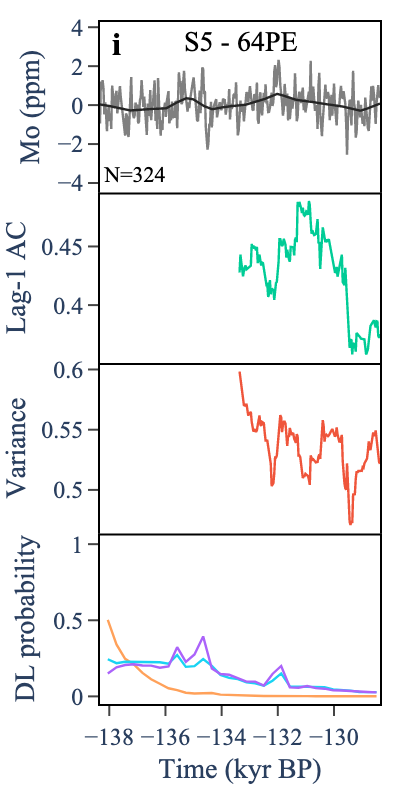 i S5 - 64PE
4
2
0
−2
−4
Mo (ppm)
N=324
0.45
0.4
Lag-1 AC
0.6
0.55
0.5
Variance
1
0.5
0
DL probability
−138 −136 −134 −132 −130
Time (kyr BP)